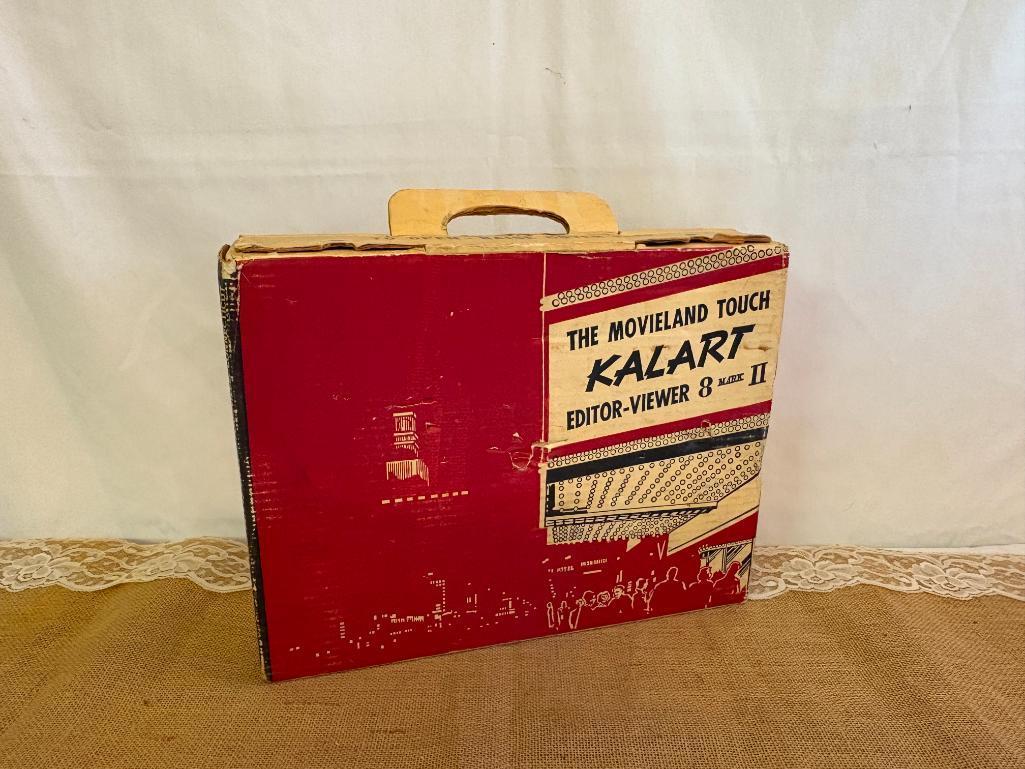 THE MOVIELAND TOUCH
KALART
EDITOR-VIEWER 8 MARK II